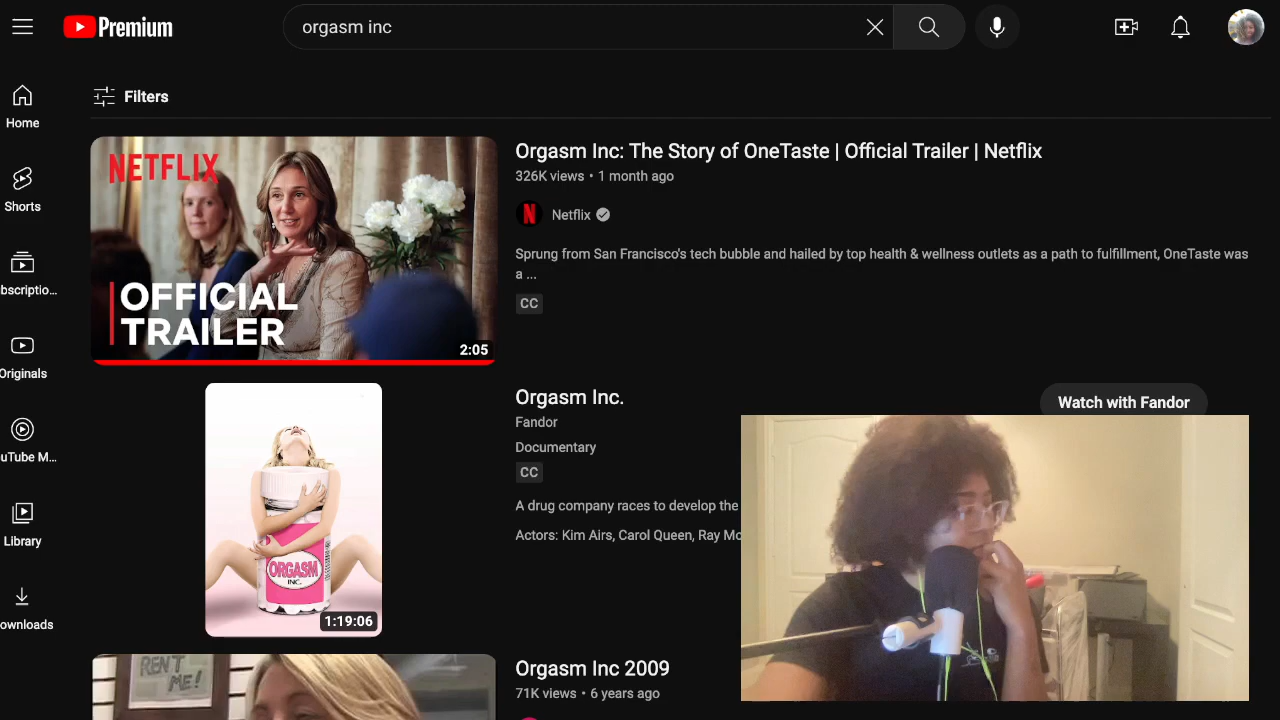 Premium
orgasm inc
Filters
Home
Shorts
bscriptio...
Originals
uTube M...
Library
ownloads
NETFLIX
OFFICIAL
TRAILER
2:05
Orgasm Inc: The Story of OneTaste | Official Trailer | Netflix
326K views • 1 month ago
N Netflix
Sprung from San Francisco's tech bubble and hailed by top health & wellness outlets as a path to fulfillment, OneTaste was
a ...
CC
ORGASM
INC.
1:19:06
Orgasm Inc.
Watch with Fandor
Fandor
Documentary
CC
A drug company races to develop the
Actors: Kim Airs, Carol Queen, Ray Mo
RENT
ME!
Orgasm Inc 2009
71K views • 6 years ago